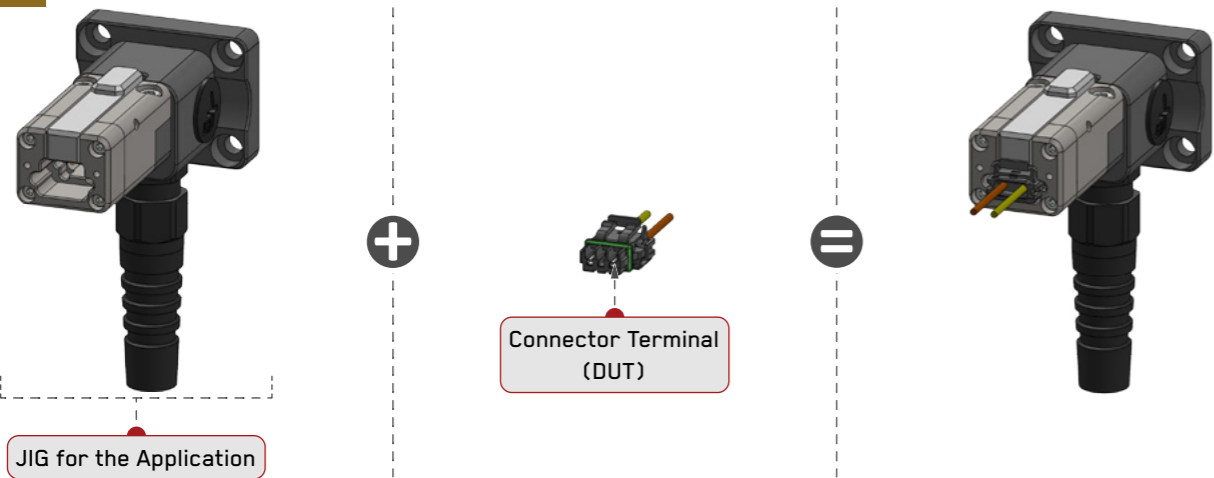 Connector Terminal
(DUT)
JIG for the Application